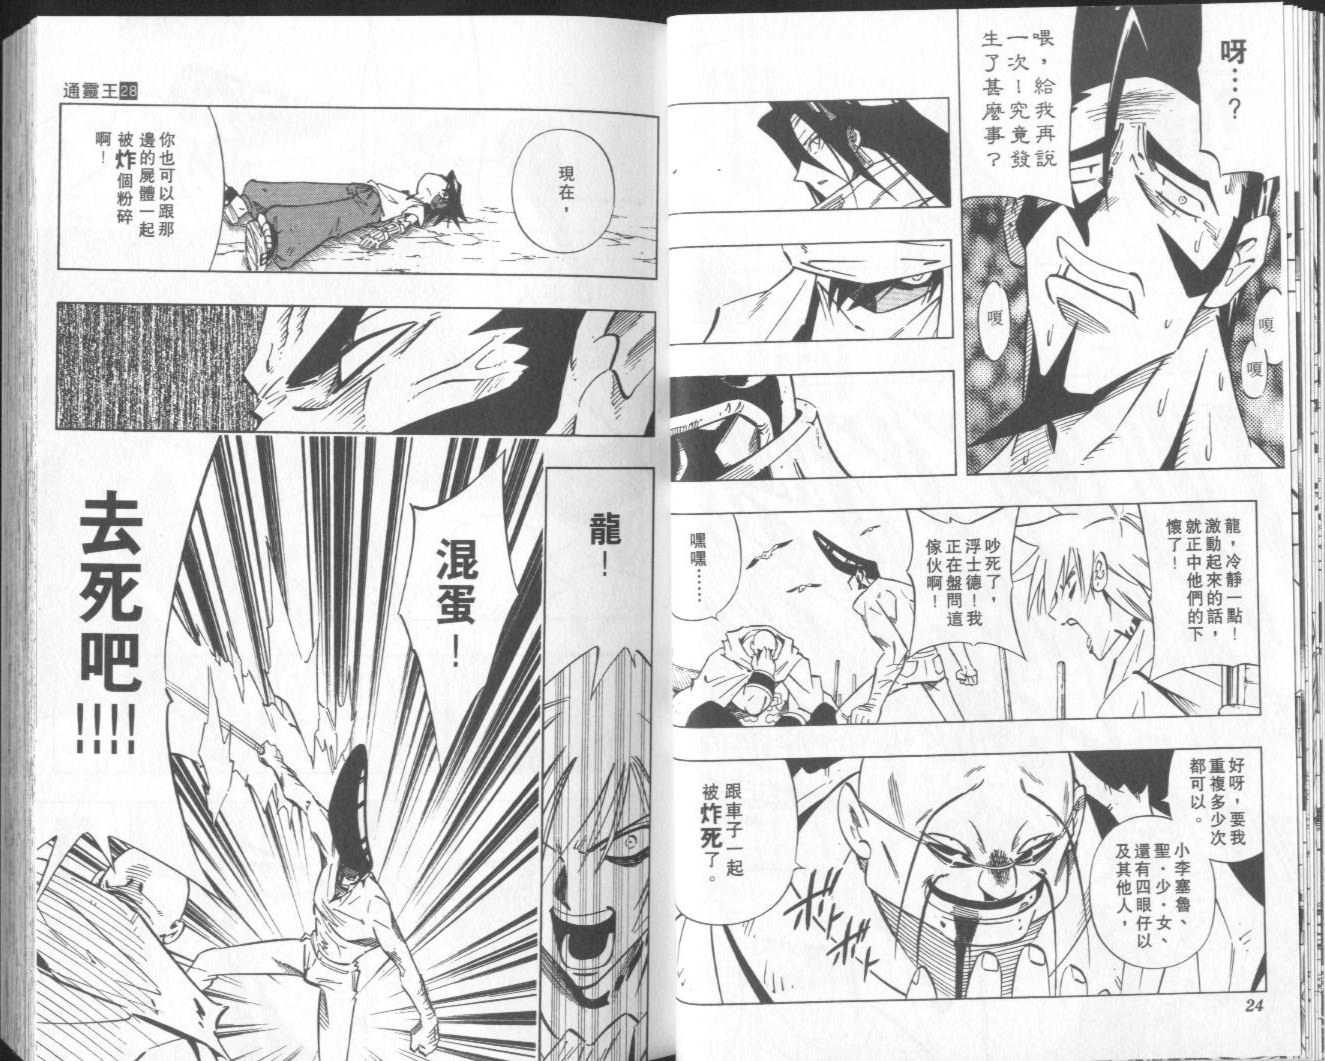 呀…?
喂,給我再說
一次!究竟發
生了甚麼事?
嗄
嗄
嗄
龍,冷靜一點!
激動起來的話,
就正中他們的下
懷了!
吵死了,
浮士德!我
正在盤問這
傢伙啊!
嘿嘿……
好呀,要我
重複多少次
都可以。
小李塞魯、
聖·少·女、
還有四眼仔以
及其他人,
跟車子一起
被炸死了。
24
通靈王28
現在,
你也可以跟那
邊的屍體一起
被炸個粉碎
啊!
龍!
混蛋!
去死吧!!!!